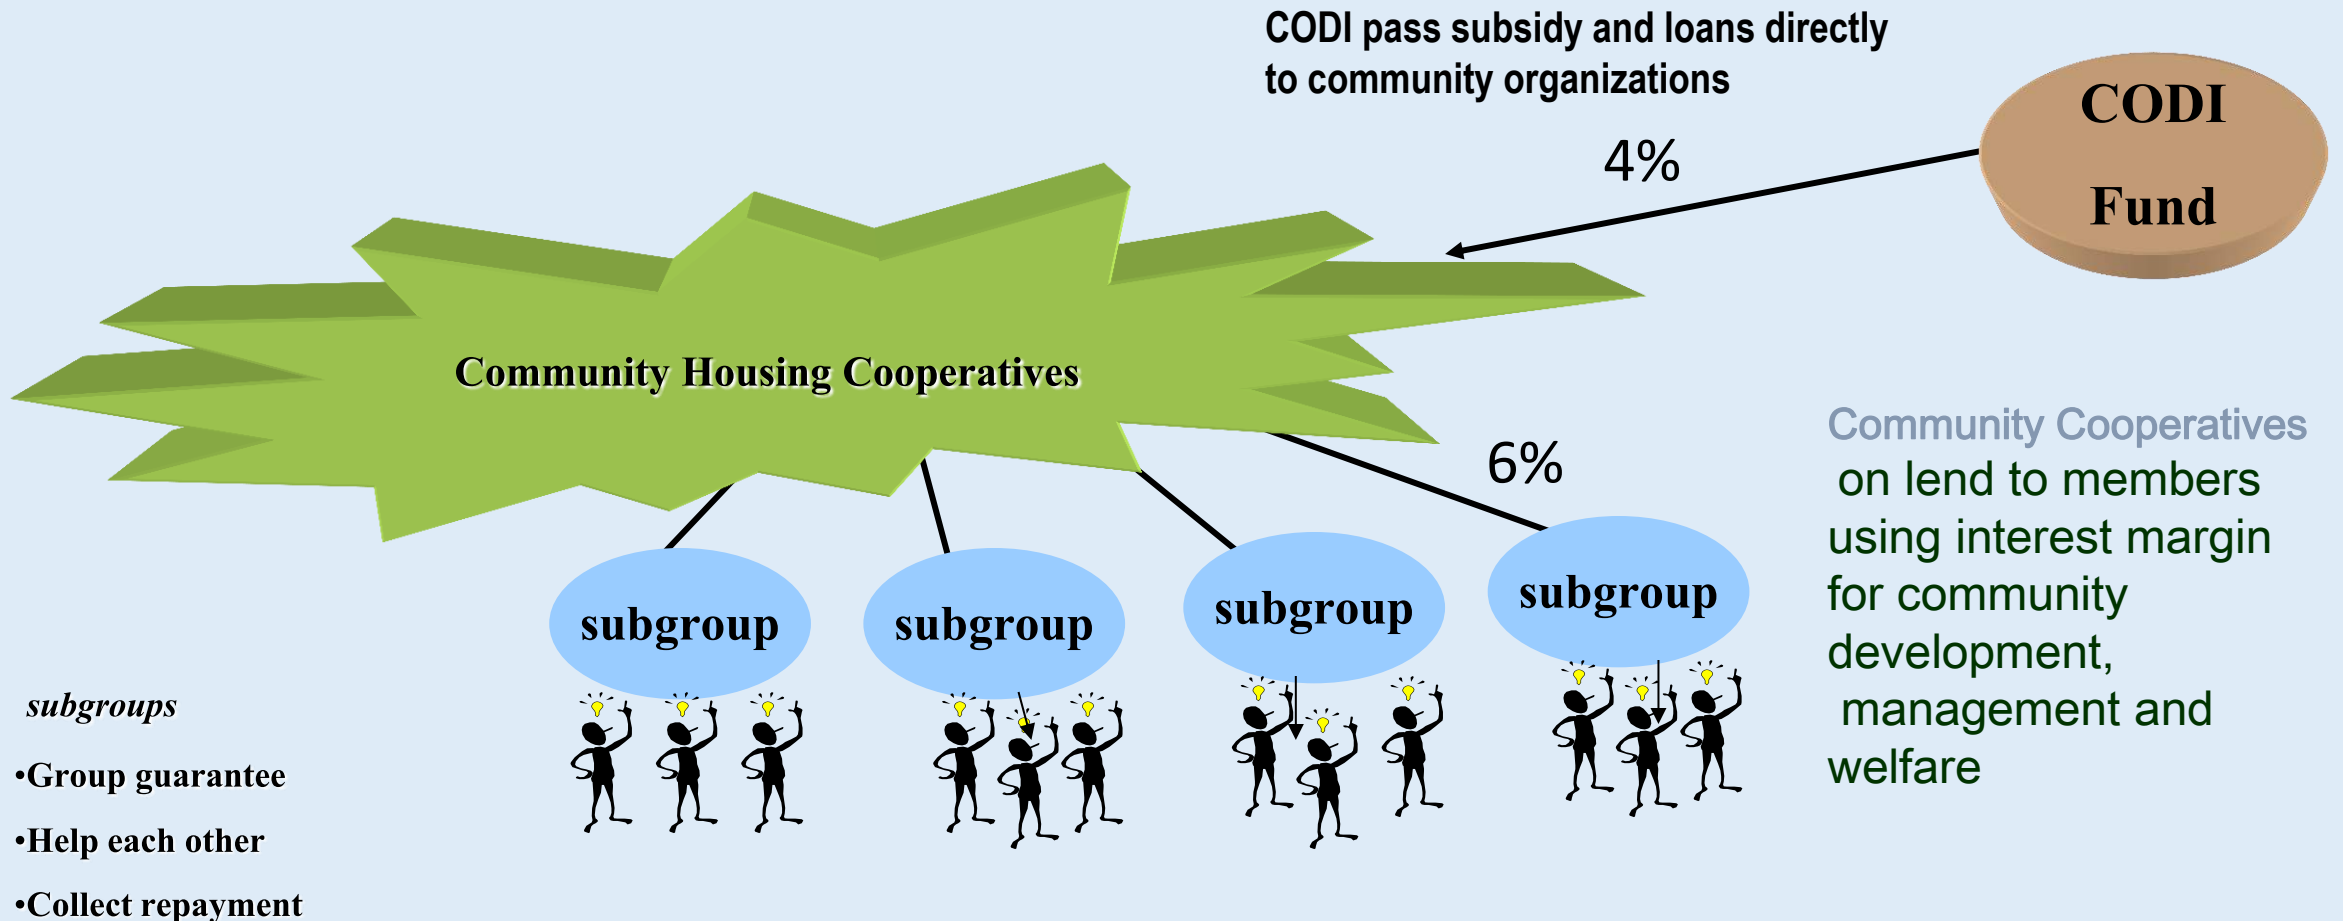 CODI pass subsidy and loans directly
to community organizations
CODI
Fund
4%
Community Housing Cooperatives
6%
Community Cooperatives
on lend to members
using interest margin
for community
development,
management and
welfare
subgroup
subgroup
subgroup
subgroup
subgroups
•Group guarantee
•Help each other
•Collect repayment